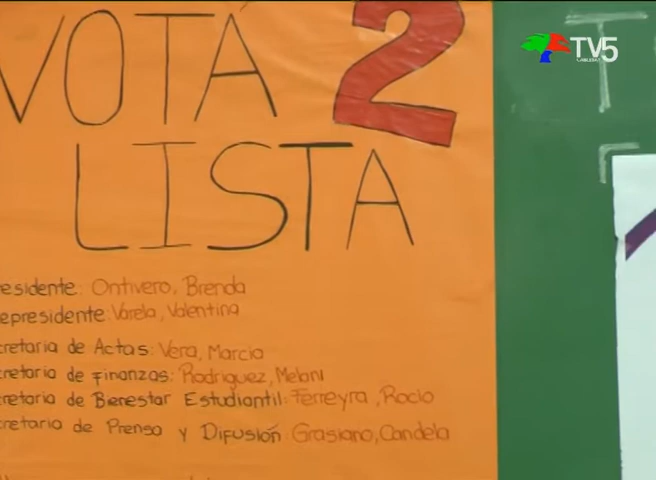 VOTÁ 2
LISTA
esidente: Ontivero, Brenda
epresidente: Varela, Valentina
cretaria de Actas: Vera, Marcia
cretaria de Finanzas: Rodriguez, Melani
cretaria de Bienestar Estudiantil: Ferreyra, Rocio
cretaria de Prensa y Difusión: Grasiano, Candela
TV5
T